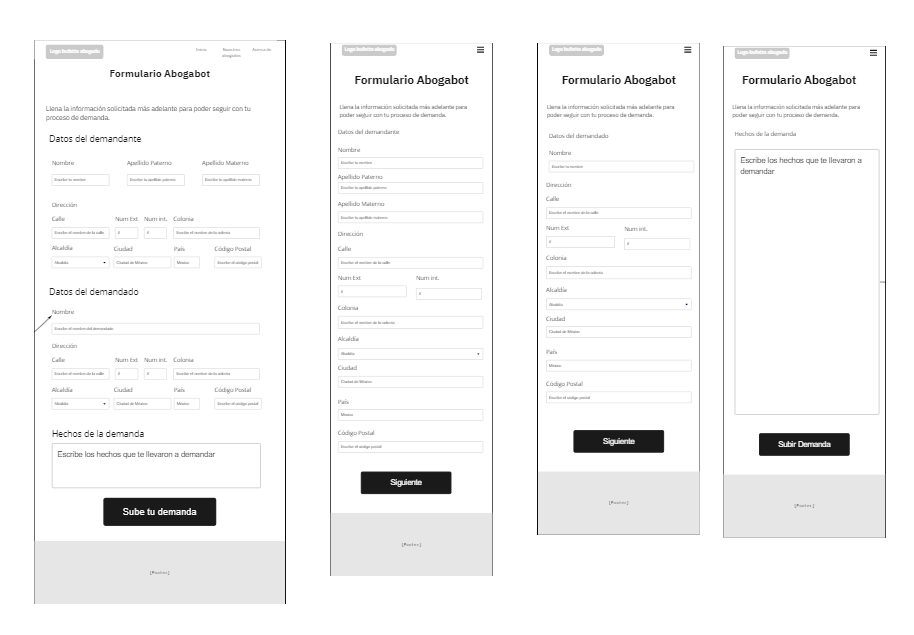 Logo bufette abogado
Fotos
Nuestros
abogados
Acerca de
Formulario Abogabot
Llena la información solicitada más adelante para poder seguir con tu
proceso de demanda.
Datos del demandante
Nombre Apellido Paterno Apellido Materno
Escribe tu nombre Escribe tu apellido paterno Escribe tu apellido materno
Dirección
Calle Num Ext Num int. Colonia
Escribe el nombre de la calle # # Escribe el nombre de la colonia
Alcaldía Ciudad País Código Postal
Alcaldía Ciudad de México México Escribe el código postal
Datos del demandado
Nombre
Escribe el nombre del demandado
Dirección
Calle Num Ext Num int. Colonia
Escribe el nombre de la calle # # Escribe el nombre de la colonia
Alcaldía Ciudad País Código Postal
Alcaldía Ciudad de México México Escribe el código postal
Hechos de la demanda
Escribe los hechos que te llevaron a demandar
Sube tu demanda
[Footer]
Logo bufette abogado
Formulario Abogabot
Llena la información solicitada más adelante para
poder seguir con tu proceso de demanda.
Datos del demandante
Nombre
Escribe tu nombre
Apellido Paterno
Escribe tu apellido paterno
Apellido Materno
Escribe tu apellido materno
Dirección
Calle
Escribe el nombre de la calle
Num Ext Num int.
# #
Colonia
Escribe el nombre de la colonia
Alcaldía
Alcaldía
Ciudad
Ciudad de México
País
México
Código Postal
Escribe el código postal
Siguiente
[Footer]
Logo bufette abogado
Formulario Abogabot
Llena la información solicitada más adelante para
poder seguir con tu proceso de demanda.
Datos del demandado
Nombre
Escribe tu nombre
Dirección
Calle
Escribe el nombre de la calle
Num Ext Num int.
# #
Colonia
Escribe el nombre de la colonia
Alcaldía
Alcaldía
Ciudad
Ciudad de México
País
México
Código Postal
Escribe el código postal
Siguiente
[Footer]
Logo bufette abogado
Formulario Abogabot
Llena la información solicitada más adelante para
poder seguir con tu proceso de demanda.
Hechos de la demanda
Escribe los hechos que te llevaron a
demandar
Subir Demanda
[Footer]